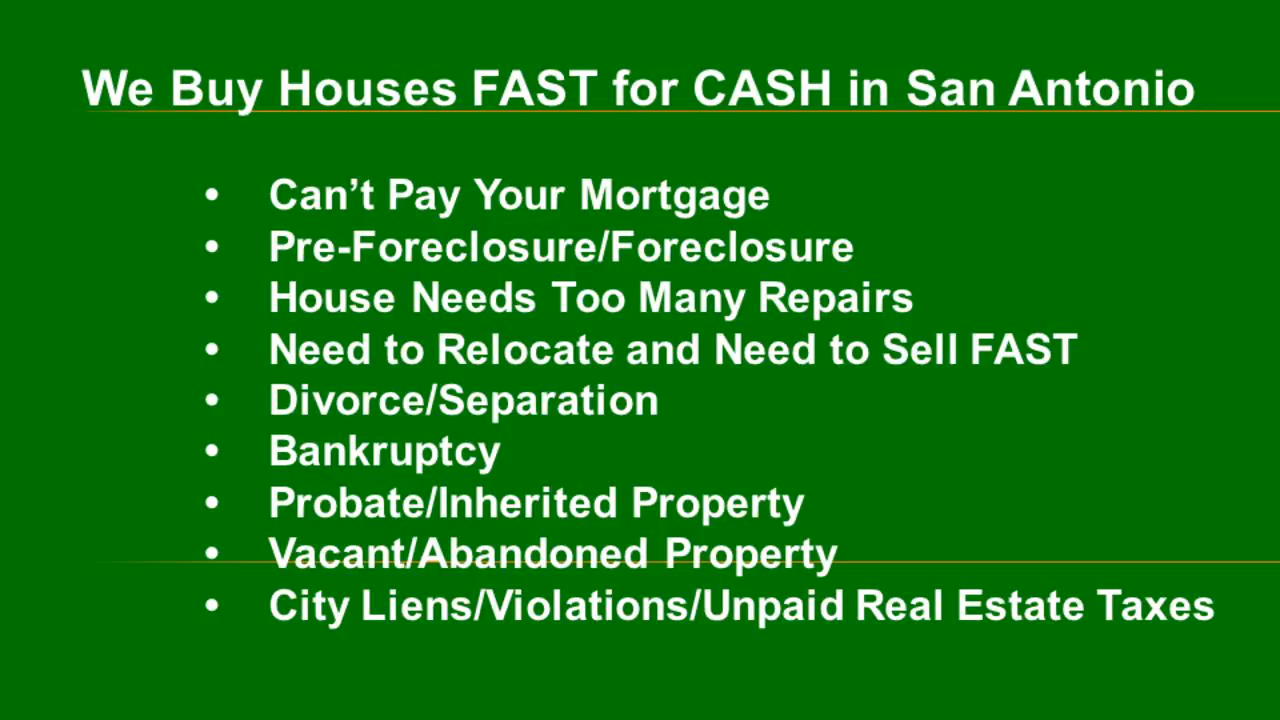 We Buy Houses FAST for CASH in San Antonio
• Can’t Pay Your Mortgage
• Pre-Foreclosure/Foreclosure
• House Needs Too Many Repairs
• Need to Relocate and Need to Sell FAST
• Divorce/Separation
• Bankruptcy
• Probate/Inherited Property
• Vacant/Abandoned Property
• City Liens/Violations/Unpaid Real Estate Taxes